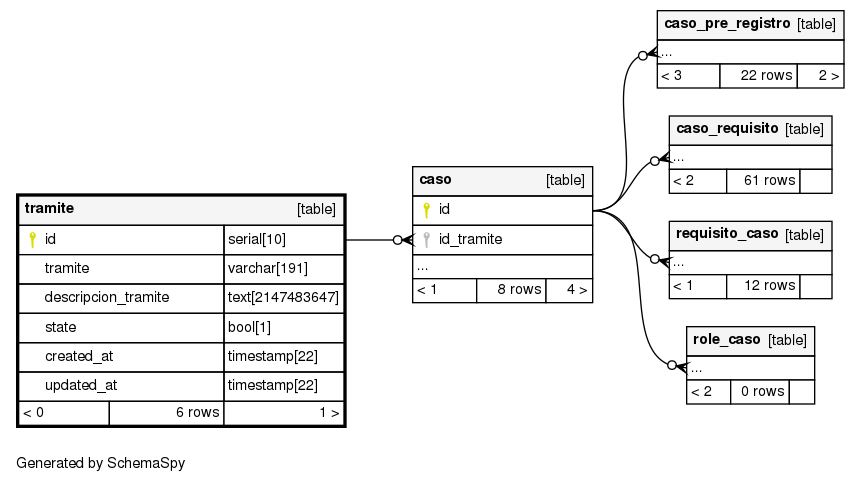 caso_pre_registro [table]
...
< 3 22 rows 2 >
caso_requisito [table]
...
< 2 61 rows
caso [table]
id
id_tramite
...
< 1 8 rows 4 >
tramite [table]
id serial[10]
tramite varchar[191]
descripcion_tramite text[2147483647]
state bool[1]
created_at timestamp[22]
updated_at timestamp[22]
< 0 6 rows 1 >
requisito_caso [table]
...
< 1 12 rows
role_caso [table]
...
< 2 0 rows
Generated by SchemaSpy